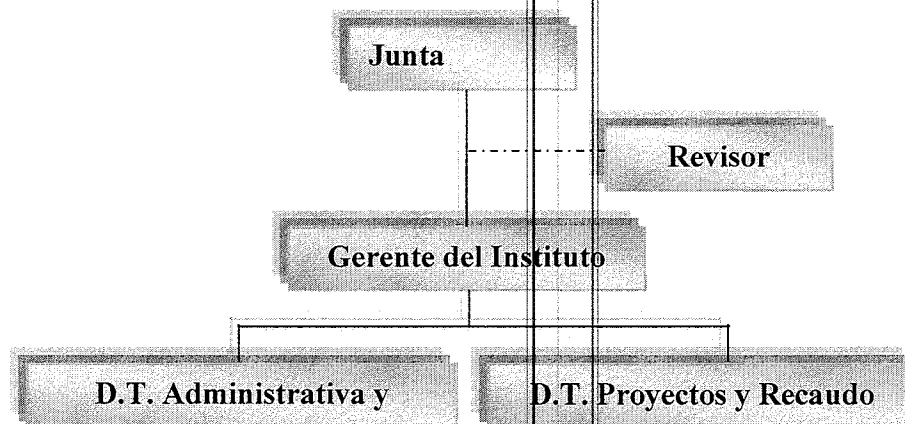 Junta
Revisor
Gerente del Instituto
D.T. Administrativa y
D.T. Proyectos y Recaudo